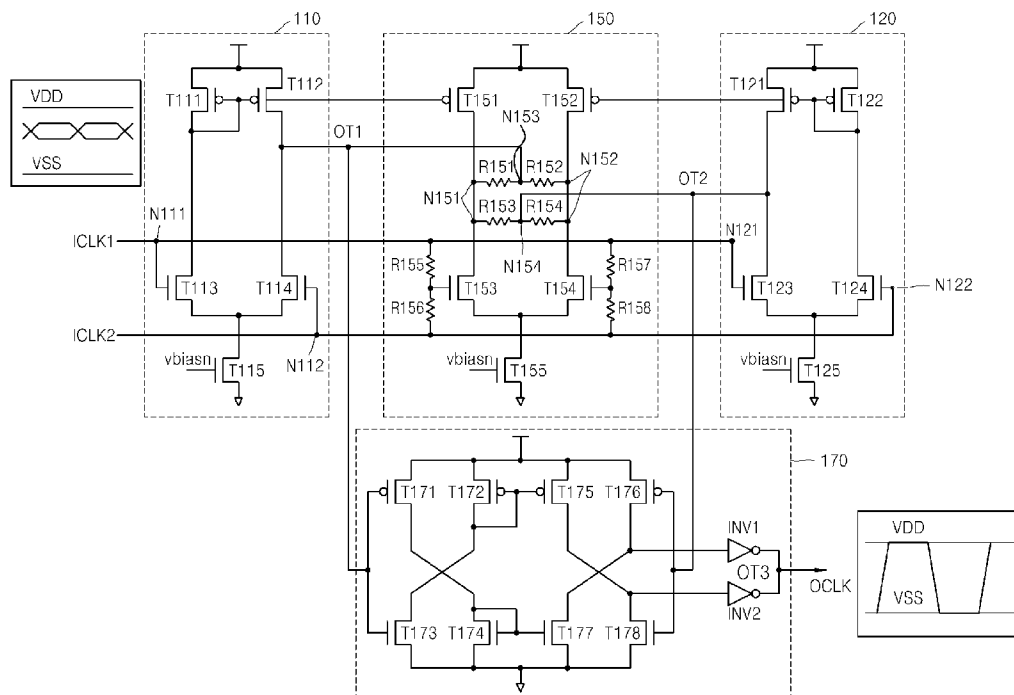 110
150
120
T111
T112
T151
T152
T121
T122
VDD
VSS
N153
OT1
R151
R152
N152
N151
R153
R154
OT2
N111
N121
ICLK1
R155
N154
R157
T113
T114
T153
T154
T123
T124
N122
R156
R158
ICLK2
vbiasn
T115
N112
T155
vbiasn
T125
170
T171
T172
T175
T176
INV1
VDD
OT3
OCLK
VSS
INV2
T173
T174
T177
T178